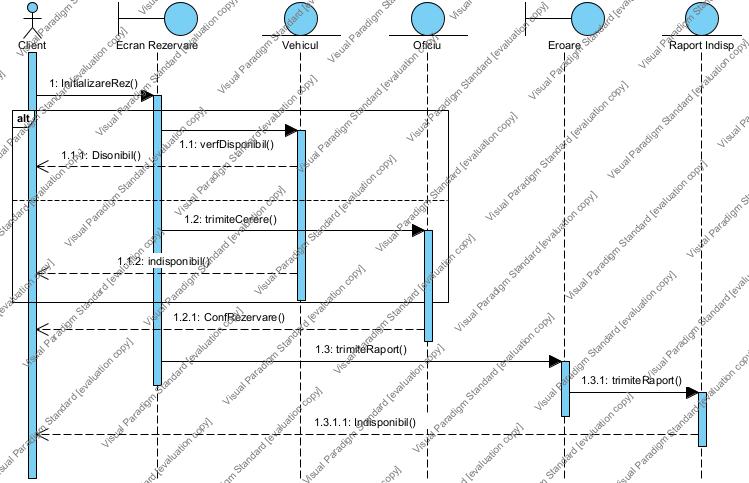 Client
Ecran Rezervare
Vehicul
Oficiu
Eroare
Raport Indisp
1: InitializareRez()
alt
1.1: verfDisponibil()
1.1.1: Disonibil()
1.2: trimiteCerere()
1.1.2: indisponibil()
1.2.1: ConfRezervare()
1.3: trimiteRaport()
1.3.1: trimiteRaport()
1.3.1.1: Indisponibil()
Visual Paradigm Standard [evaluation copy]